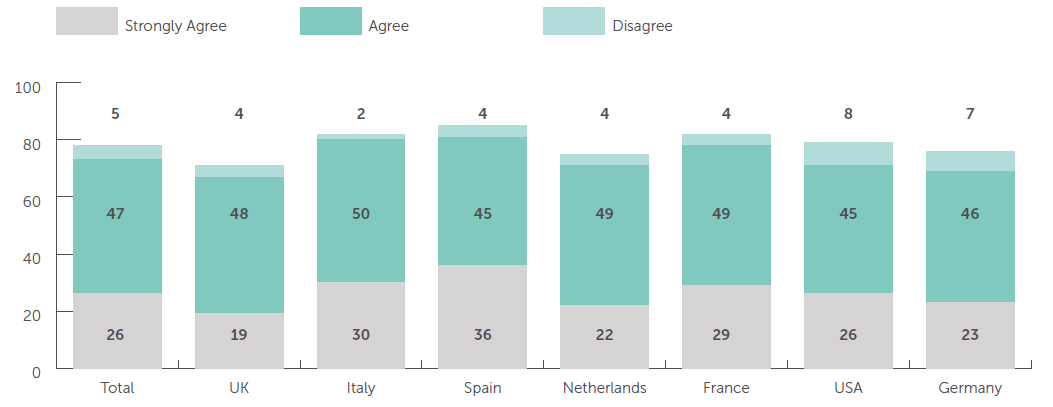 Strongly Agree Agree Disagree
100
5 4 2 4 4 4 8 7
80
60
47 48 50 45 49 49 45 46
40
20
26 19 30 36 22 29 26 23
0
Total UK Italy Spain Netherlands France USA Germany